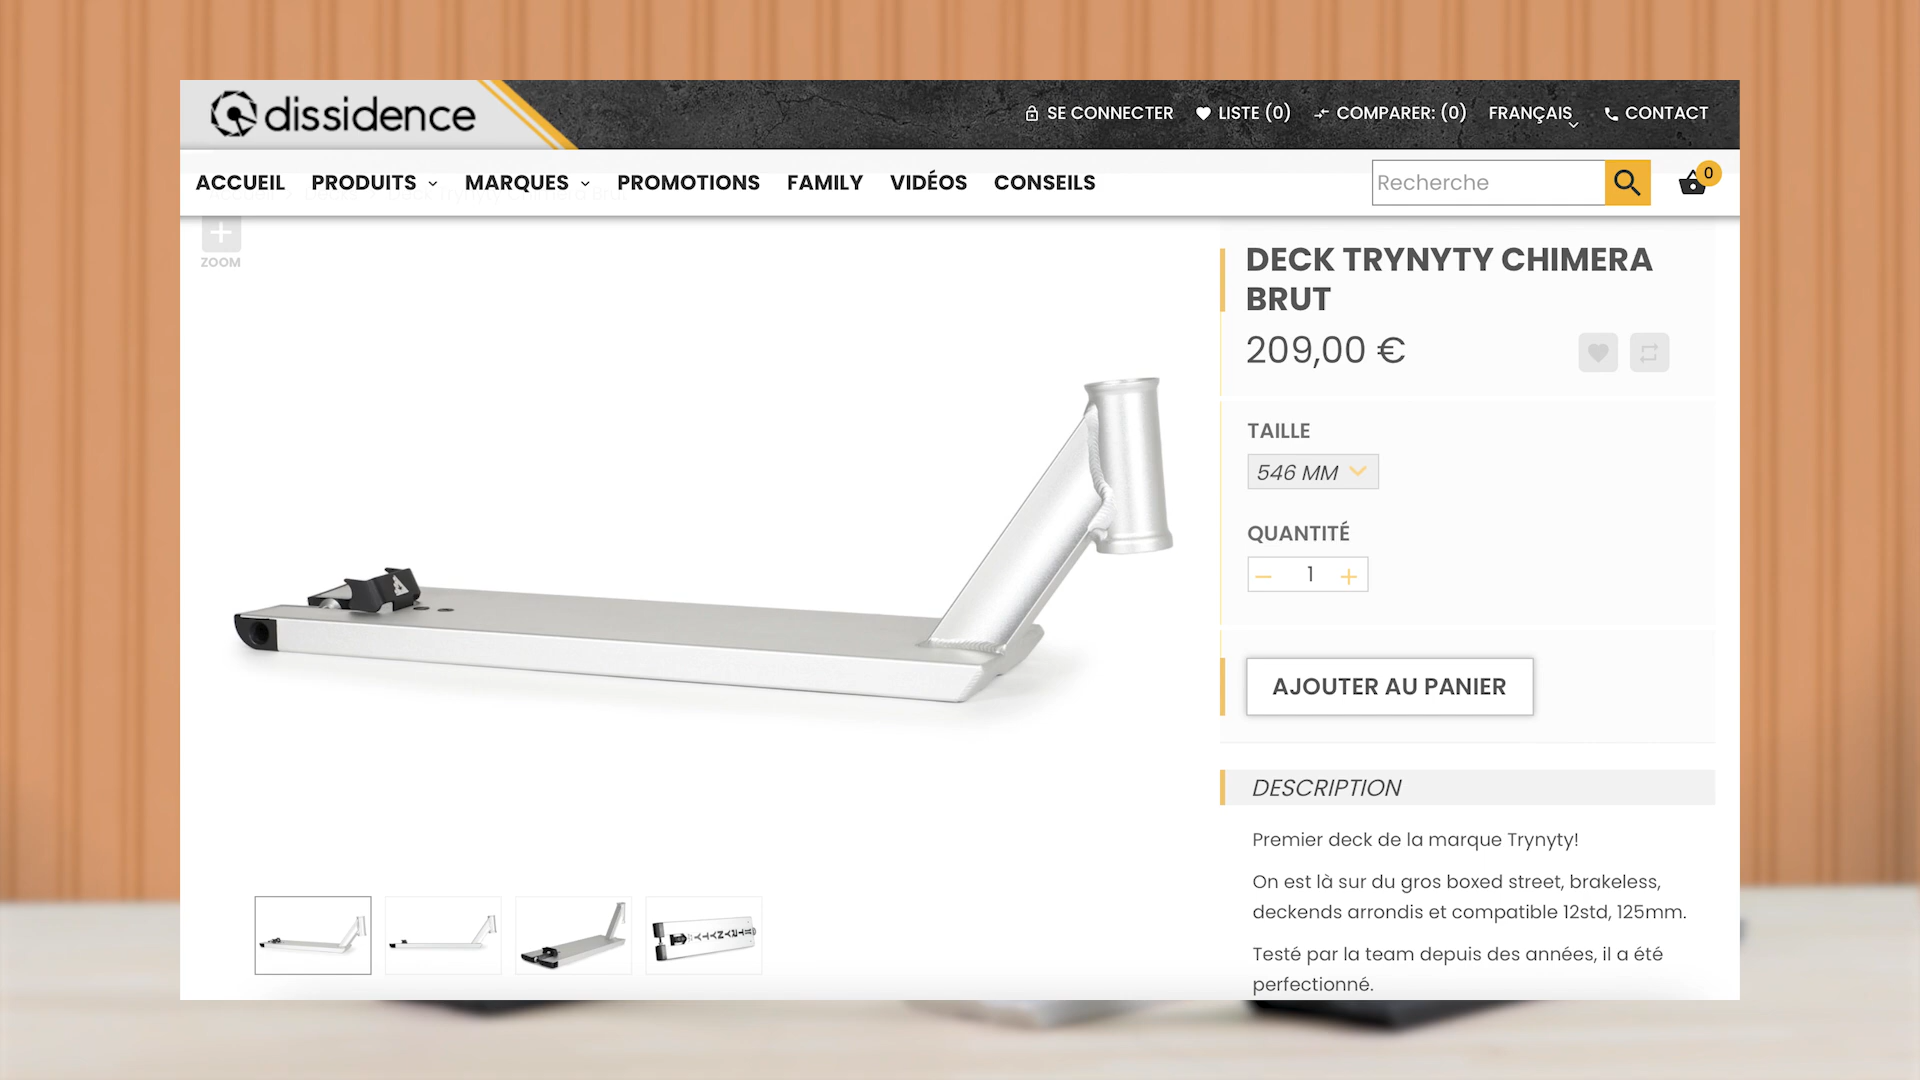 dissidence
SE CONNECTER LISTE (0) COMPARER: (0) FRANÇAIS CONTACT
ACCUEIL PRODUITS MARQUES PROMOTIONS FAMILY VIDÉOS CONSEILS
Recherche
0
ZOOM
DECK TRYNYTY CHIMERA
BRUT
209,00 €
TAILLE
546 MM
QUANTITÉ
1
AJOUTER AU PANIER
DESCRIPTION
Premier deck de la marque Trynyty!
On est là sur du gros boxed street, brakeless,
deckends arrondis et compatible 12std, 125mm.
Testé par la team depuis des années, il a été
perfectionné.
TRYNYTY